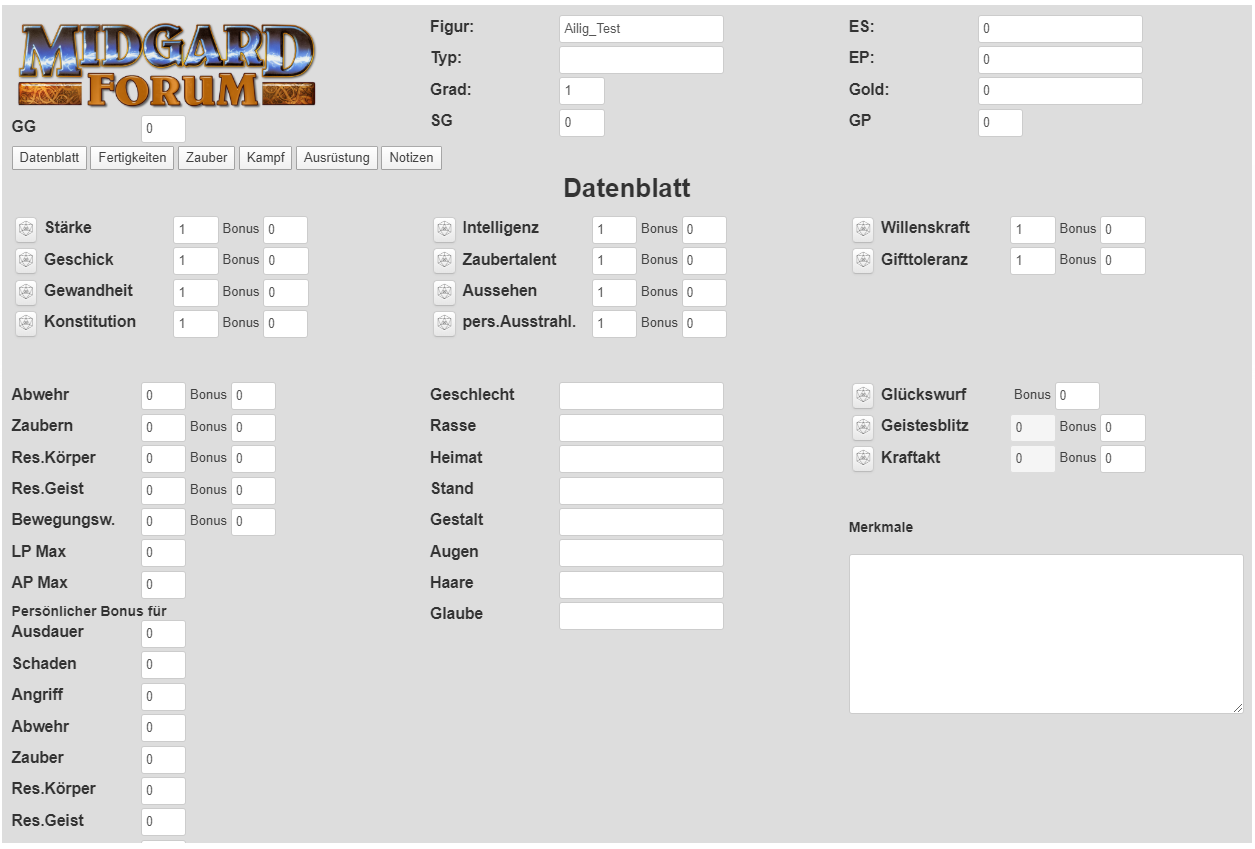 MIDGARD
FORUM
Figur: Ailig_Test ES: 0
Typ: EP: 0
Grad: 1 Gold: 0
GG 0 SG 0 GP 0
Datenblatt Fertigkeiten Zauber Kampf Ausrüstung Notizen
Datenblatt
Stärke 1 Bonus 0 Intelligenz 1 Bonus 0 Willenskraft 1 Bonus 0
Geschick 1 Bonus 0 Zaubertalent 1 Bonus 0 Gifttoleranz 1 Bonus 0
Gewandheit 1 Bonus 0 Aussehen 1 Bonus 0
Konstitution 1 Bonus 0 pers.Ausstrahl. 1 Bonus 0
Abwehr 0 Bonus 0 Geschlecht Glückswurf Bonus 0
Zaubern 0 Bonus 0 Rasse Geistesblitz 0 Bonus 0
Res.Körper 0 Bonus 0 Heimat Kraftakt 0 Bonus 0
Res.Geist 0 Bonus 0 Stand
Bewegungsw. 0 Bonus 0 Gestalt Merkmale
LP Max 0 Augen
AP Max 0 Haare
Persönlicher Bonus für
Ausdauer 0 Glaube
Schaden 0
Angriff 0
Abwehr 0
Zauber 0
Res.Körper 0
Res.Geist 0